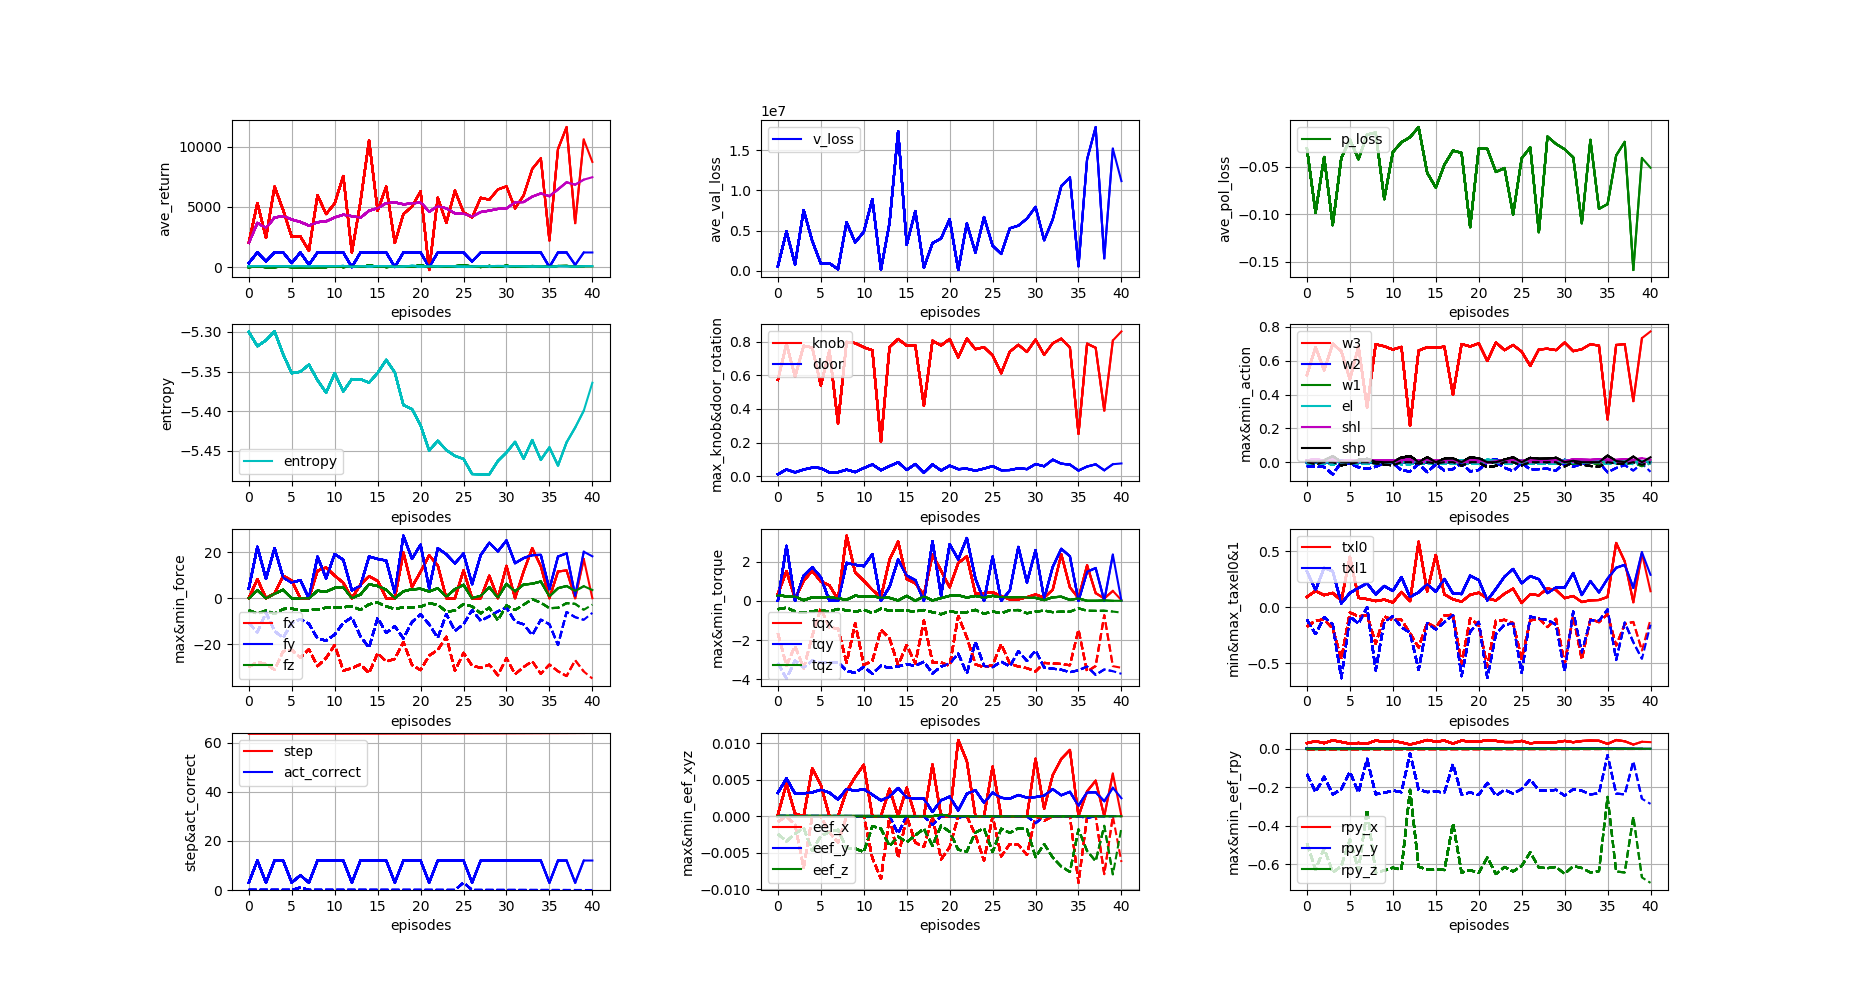 1e7
ave_return
10000
5000
0
0 5 10 15 20 25 30 35 40
episodes
ave_val_loss
v_loss
1.5
1.0
0.5
0.0
0 5 10 15 20 25 30 35 40
episodes
ave_pol_loss
p_loss
−0.05
−0.10
−0.15
0 5 10 15 20 25 30 35 40
episodes
entropy
−5.30
−5.35
−5.40
−5.45
entropy
0 5 10 15 20 25 30 35 40
episodes
max_knob&door_rotation
knob
door
0.8
0.6
0.4
0.2
0.0
0 5 10 15 20 25 30 35 40
episodes
max&min_action
w3
w2
w1
el
shl
shp
0.8
0.6
0.4
0.2
0.0
0 5 10 15 20 25 30 35 40
episodes
max&min_force
20
0
−20
fx
fy
fz
0 5 10 15 20 25 30 35 40
episodes
max&min_torque
2
0
−2
−4
tqx
tqy
tqz
0 5 10 15 20 25 30 35 40
episodes
min&max_taxel0&1
txl0
txl1
0.5
0.0
−0.5
0 5 10 15 20 25 30 35 40
episodes
step&act_correct
step
act_correct
60
40
20
0
0 5 10 15 20 25 30 35 40
episodes
max&min_eef_xyz
0.010
0.005
0.000
−0.005
−0.010
eef_x
eef_y
eef_z
0 5 10 15 20 25 30 35 40
episodes
max&min_eef_rpy
0.0
−0.2
−0.4
−0.6
rpy_x
rpy_y
rpy_z
0 5 10 15 20 25 30 35 40
episodes